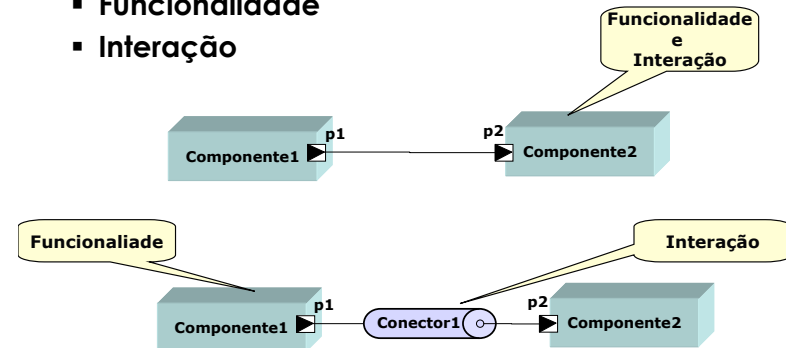 ▪ Funcionalidade
▪ Interação
Funcionalidade
e
Interação
p1
p2
Componente1
Componente2
Funcionaliade
Interação
p1
p2
Componente1
Conector1
Componente2